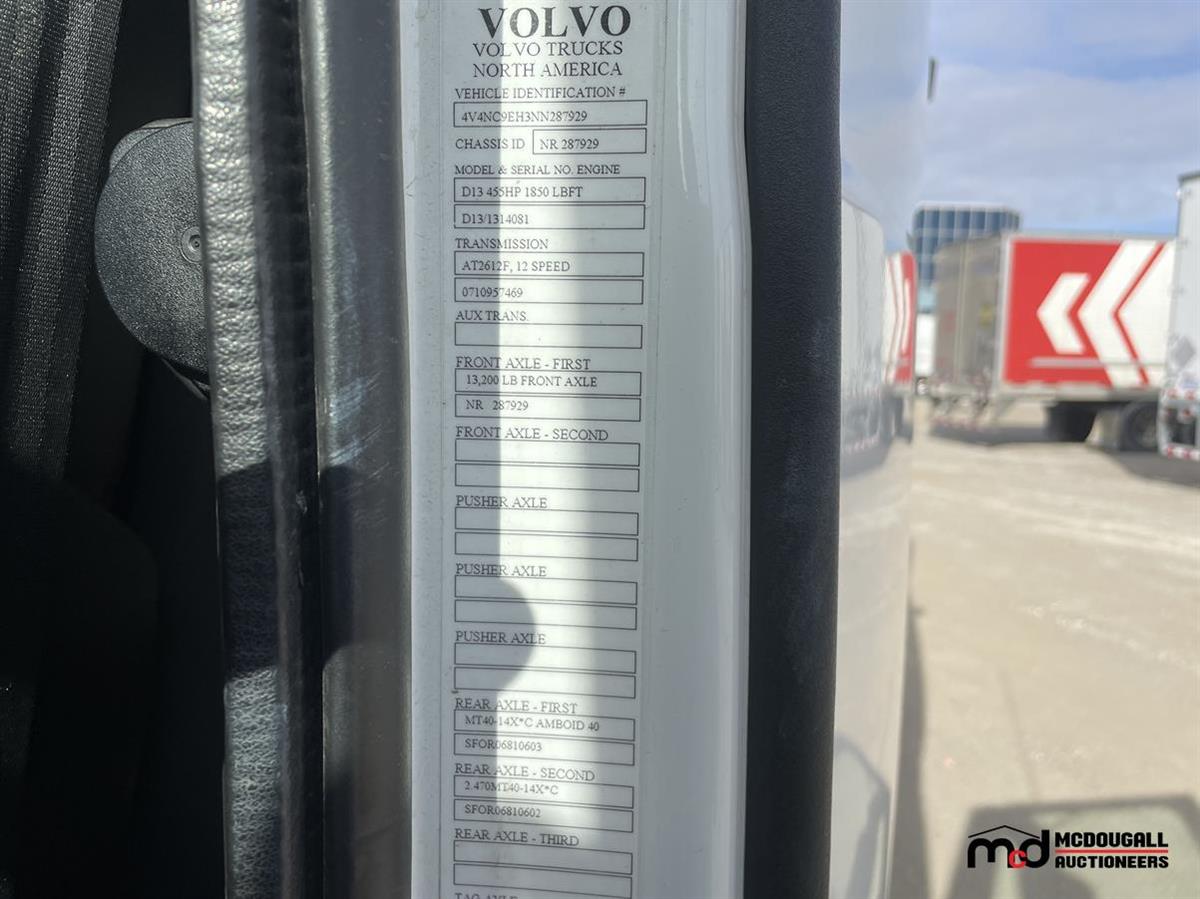 VOLVO
VOLVO TRUCKS
NORTH AMERICA
VEHICLE IDENTIFICATION #
4V4NC9EH3NN287929
CHASSIS ID NR 287929
MODEL & SERIAL NO. ENGINE
D13 455HP 1850 LBFT
D13/1314081
TRANSMISSION
AT2612F, 12 SPEED
0710957469
AUX TRANS.
FRONT AXLE - FIRST
13,200 LB FRONT AXLE
NR 287929
FRONT AXLE - SECOND
PUSHER AXLE
PUSHER AXLE
PUSHER AXLE
REAR AXLE - FIRST
MT40-14X*C AMBOID 40
SFOR06810603
REAR AXLE - SECOND
2.470MT40-14X*C
SFOR06810602
REAR AXLE - THIRD
TAG AXLE
mcd MCDOUGALL
AUCTIONEERS